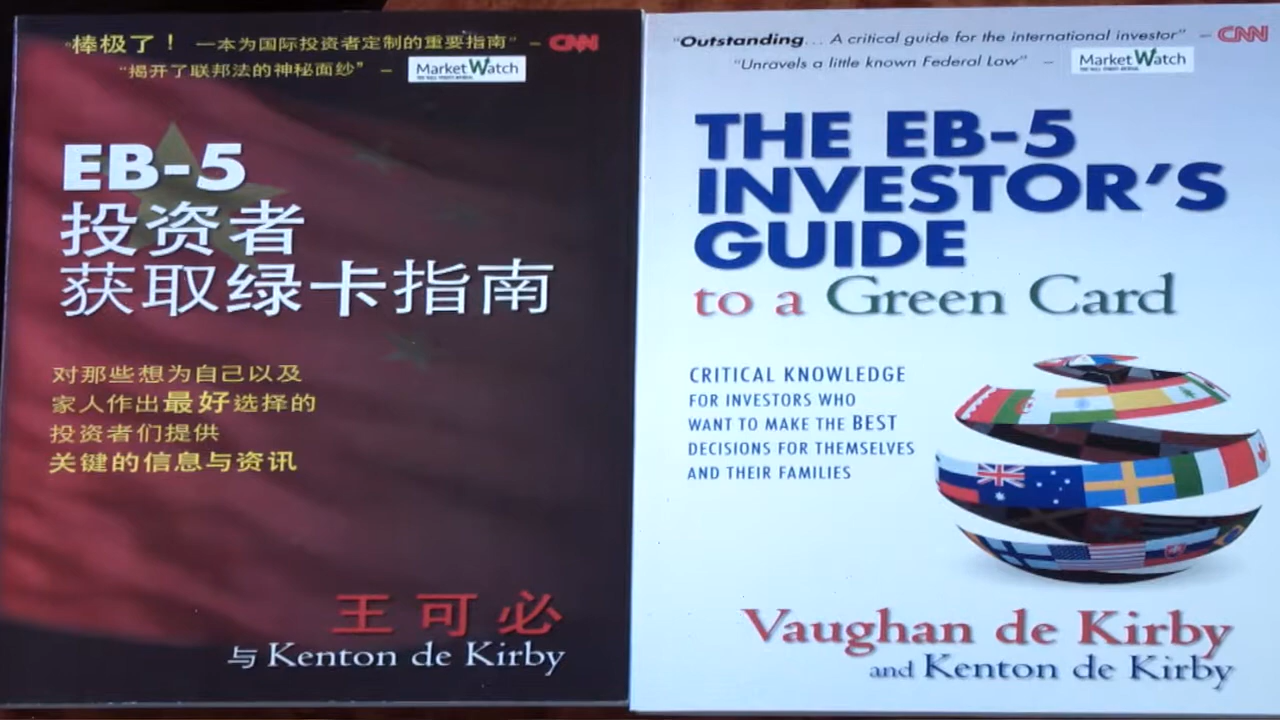 "棒极了！ 一本为国际投资者定制的重要指南" – CNN
"揭开了联邦法的神秘面纱" – MarketWatch
EB-5
投资者
获取绿卡指南
对那些想为自己以及
家人作出最好选择的
投资者们提供
关键的信息与资讯
王可必
与 Kenton de Kirby
"Outstanding... A critical guide for the international investor" – CNN
"Unravels a little known Federal Law" – MarketWatch
THE EB-5
INVESTOR'S
GUIDE
to a Green Card
CRITICAL KNOWLEDGE
FOR INVESTORS WHO
WANT TO MAKE THE BEST
DECISIONS FOR THEMSELVES
AND THEIR FAMILIES
Vaughan de Kirby
and Kenton de Kirby